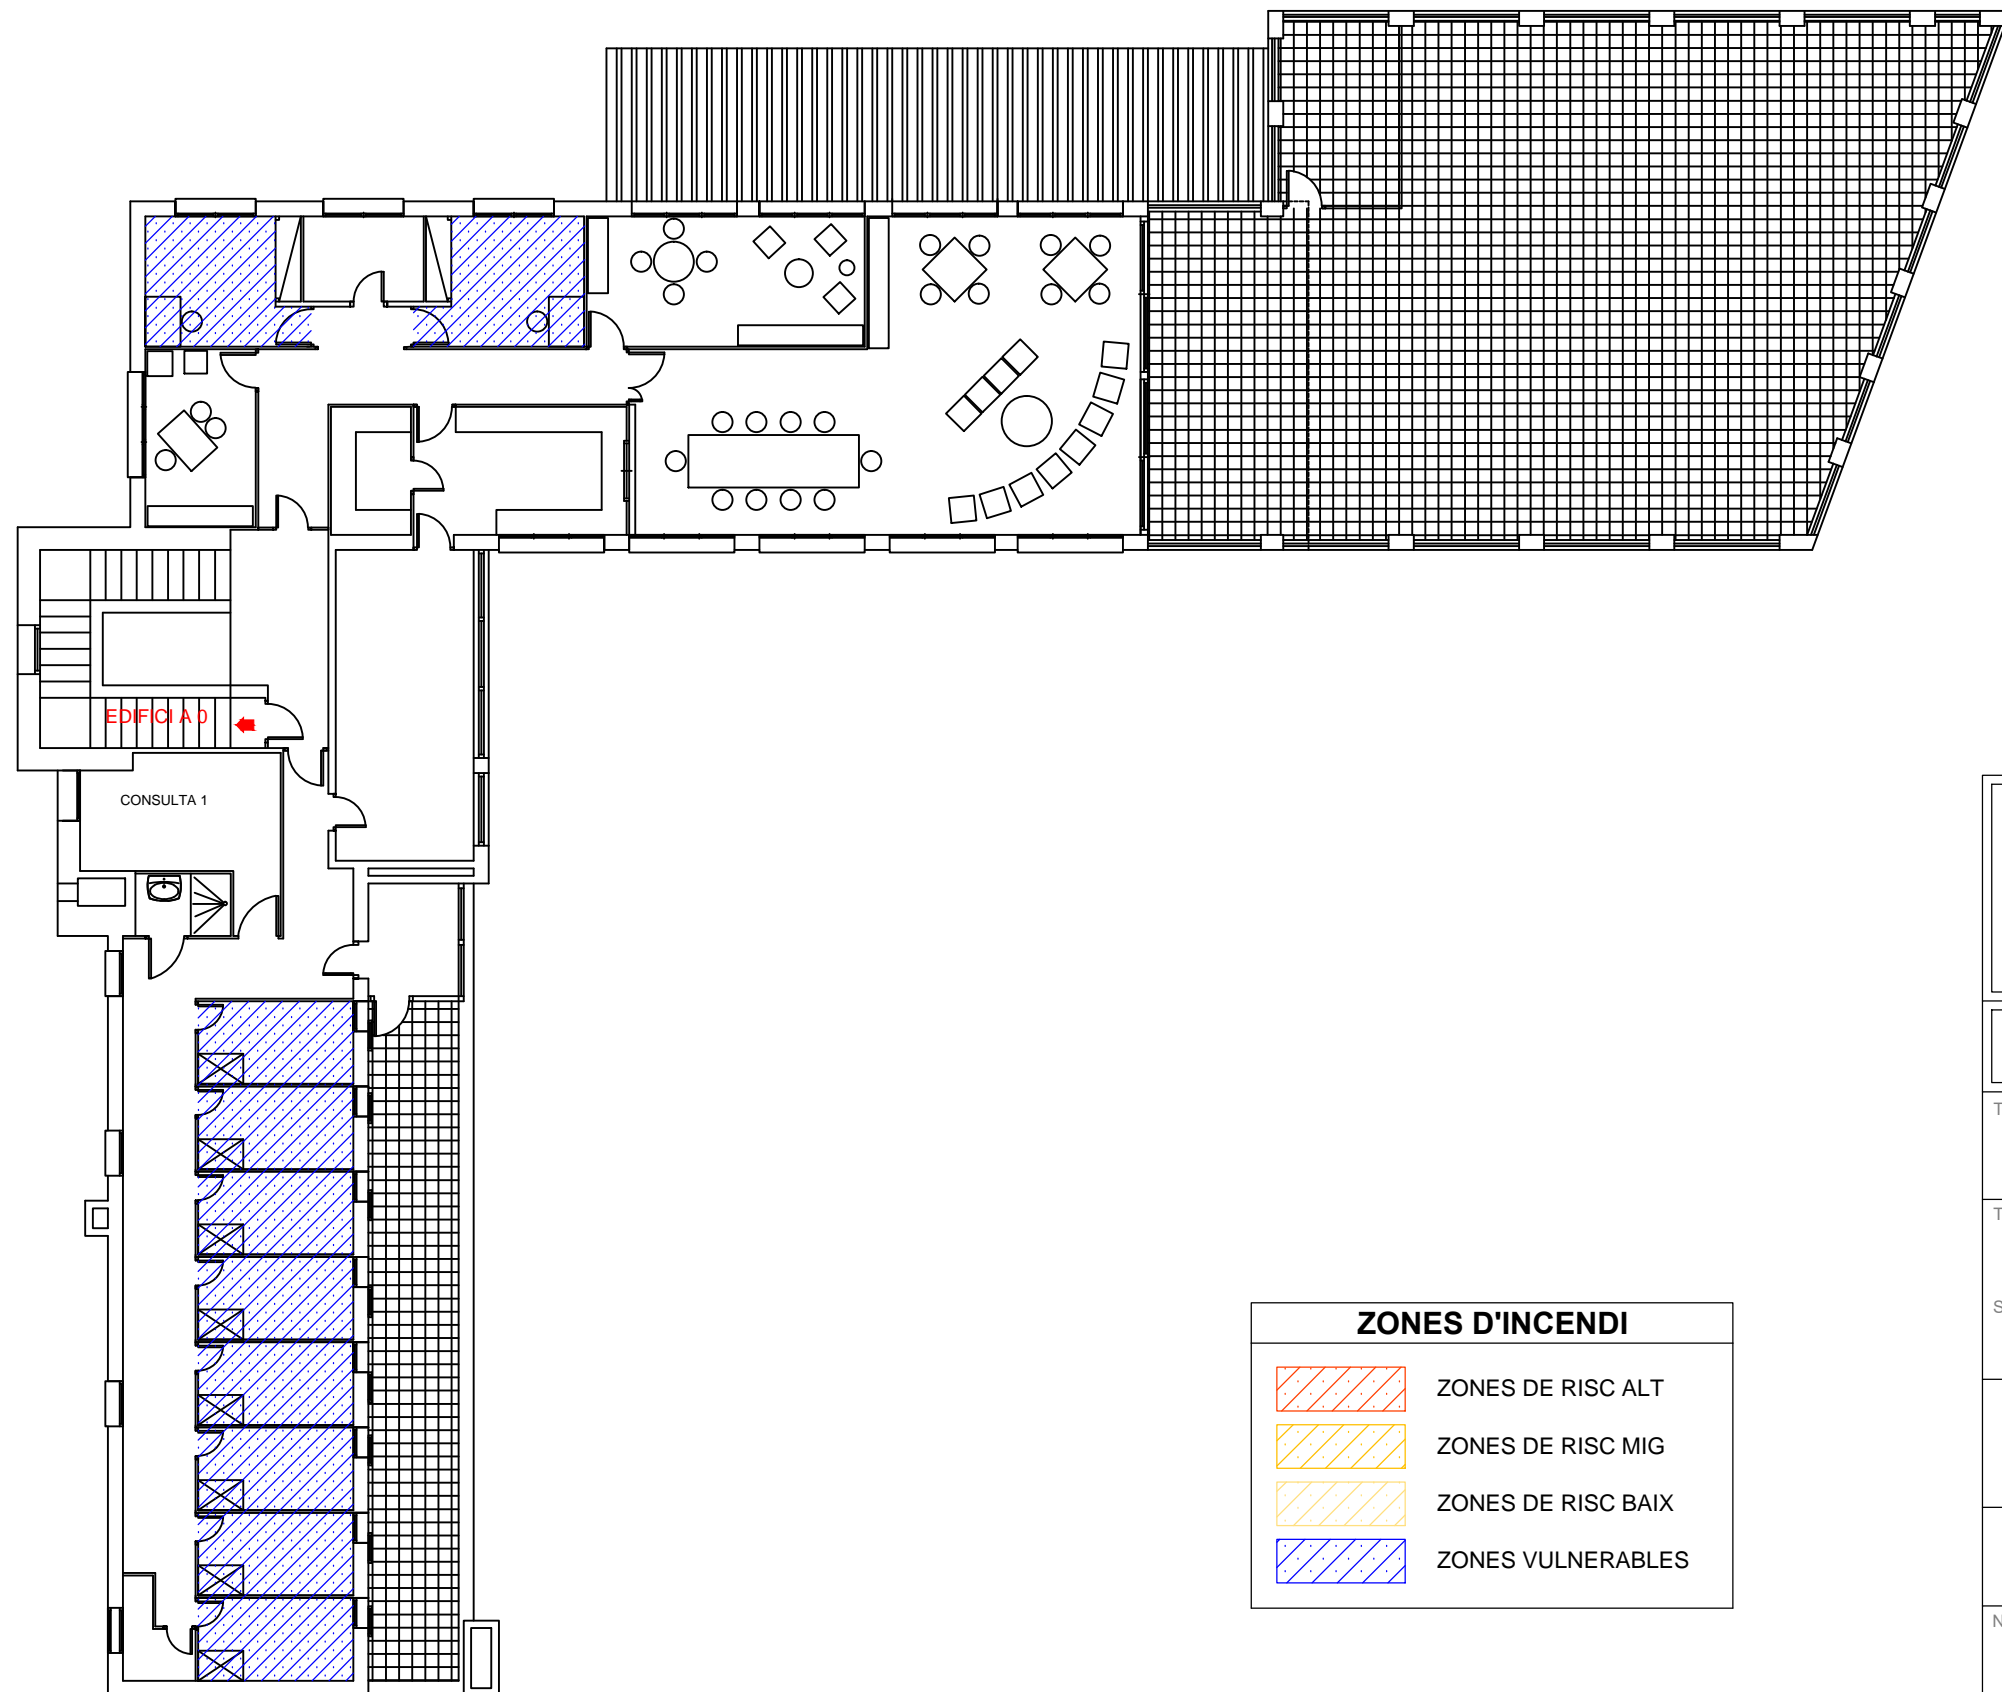 EDIFICI A 0
CONSULTA 1
T
T
S
ZONES D'INCENDI
ZONES DE RISC ALT
ZONES DE RISC MIG
ZONES DE RISC BAIX
ZONES VULNERABLES
N